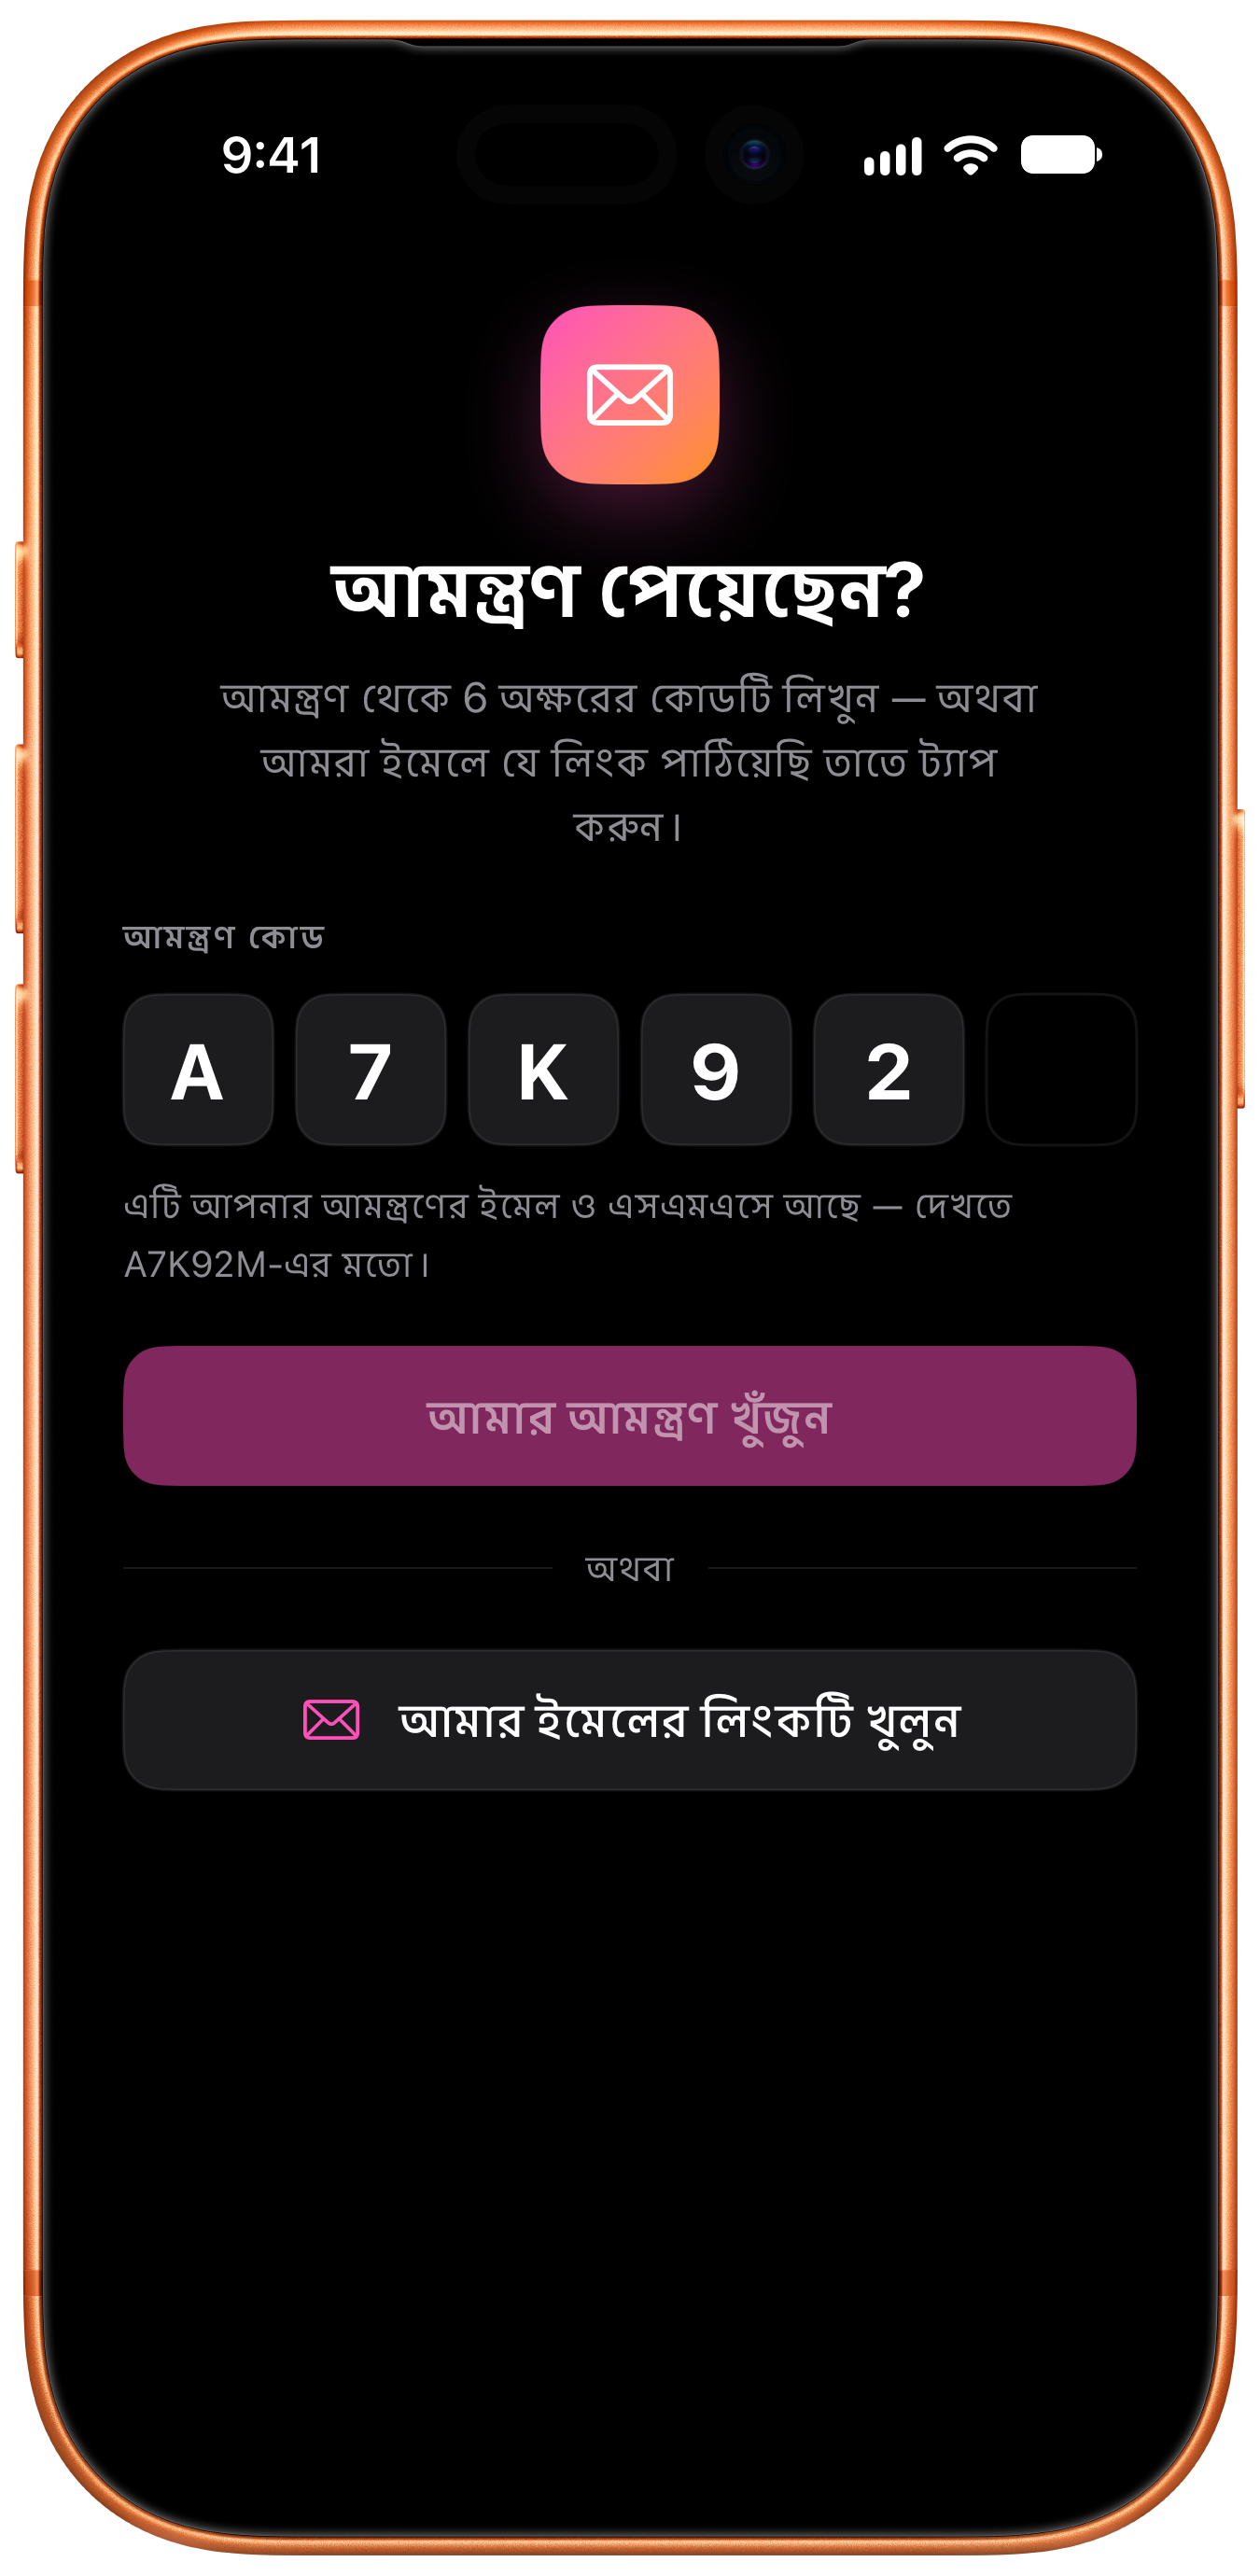 9:41
আমন্ত্রণ পেয়েছেন?
আমন্ত্রণ থেকে 6 অক্ষরের কোডটি লিখুন — অথবা
আমরা ইমেলে যে লিংক পাঠিয়েছি তাতে ট্যাপ
করুন।
আমন্ত্রণ কোড
A 7 K 9 2
এটি আপনার আমন্ত্রণের ইমেল ও এসএমএসে আছে — দেখতে
A7K92M-এর মতো।
আমার আমন্ত্রণ খুঁজুন
অথবা
আমার ইমেলের লিংকটি খুলুন